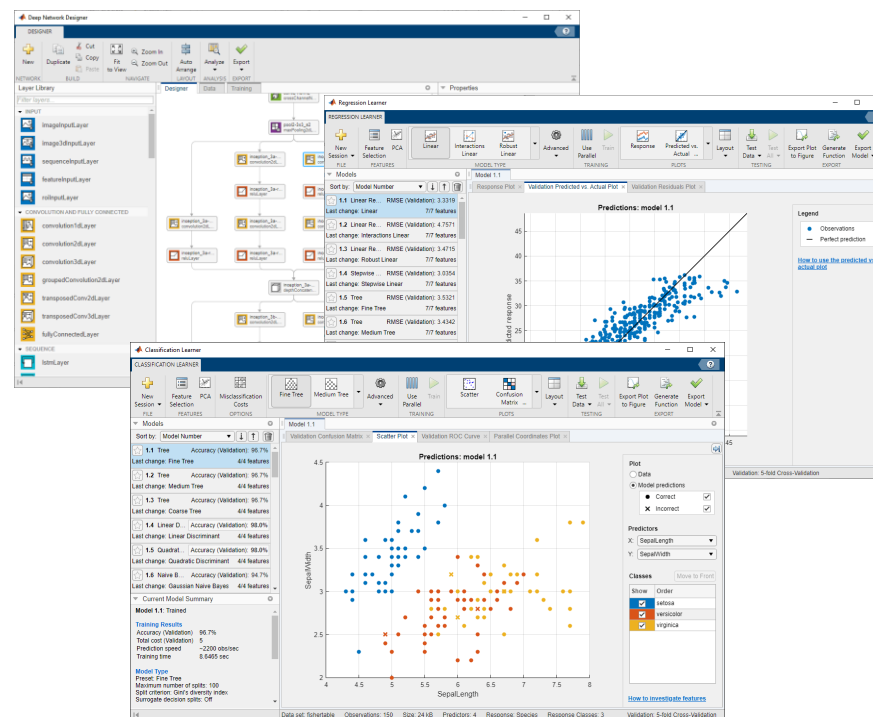 Deep Network Designer
DESIGNER
New
Duplicate
Cut
Copy
Paste
Fit to View
Zoom In
Zoom Out
Auto Arrange
Analyze
Export
NETWORK BUILD NAVIGATE LAYOUT ANALYSIS EXPORT
Layer Library
Designer Data Training
Properties
Filter layers...
INPUT
imageInputLayer
image3dInputLayer
sequenceInputLayer
featureInputLayer
roiInputLayer
CONVOLUTION AND FULLY CONNECTED
convolution1dLayer
convolution2dLayer
convolution3dLayer
groupedConvolution2dLayer
transposedConv2dLayer
transposedConv3dLayer
fullyConnectedLayer
SEQUENCE
lstmLayer
Regression Learner
REGRESSION LEARNER
New Session
Feature Selection
PCA
Linear
Interactions Linear
Robust Linear
Advanced
Use Parallel
Train
Response
Predicted vs. Actual ...
Layout
Test Data
Test All
Export Plot to Figure
Generate Function
Export Model
FILE FEATURES MODEL TYPE TRAINING PLOTS TESTING EXPORT
Models
Sort by: Model Number
1.1 Linear Re... RMSE (Validation): 3.3319
Last change: Linear 7/7 features
1.2 Linear Re... RMSE (Validation): 4.7571
Last change: Interactions Linear 7/7 features
1.3 Linear Re... RMSE (Validation): 3.4715
Last change: Robust Linear 7/7 features
1.4 Stepwise ... RMSE (Validation): 3.0354
Last change: Stepwise Linear 7/7 features
1.5 Tree RMSE (Validation): 3.5321
Last change: Fine Tree 7/7 features
1.6 Tree RMSE (Validation): 3.4342
Last change: Medium Tree 7/7 features
Model 1.1
Response Plot Validation Predicted vs. Actual Plot Validation Residuals Plot
Predictions: model 1.1
45
40
35
30
25
dicted response
45
Legend
Observations
Perfect prediction
How to use the predicted v
actual plot
Validation: 5-fold Cross-Validation
Classification Learner
CLASSIFICATION LEARNER
New Session
Feature Selection
PCA
Misclassification Costs
Fine Tree
Medium Tree
Advanced
Use Parallel
Train
Scatter
Confusion Matrix ...
Layout
Test Data
Test All
Export Plot to Figure
Generate Function
Export Model
FILE FEATURES OPTIONS MODEL TYPE TRAINING PLOTS TESTING EXPORT
Models
Sort by: Model Number
1.1 Tree Accuracy (Validation): 96.7%
Last change: Fine Tree 4/4 features
1.2 Tree Accuracy (Validation): 96.7%
Last change: Medium Tree 4/4 features
1.3 Tree Accuracy (Validation): 96.7%
Last change: Coarse Tree 4/4 features
1.4 Linear D... Accuracy (Validation): 98.0%
Last change: Linear Discriminant 4/4 features
1.5 Quadrat... Accuracy (Validation): 98.0%
Last change: Quadratic Discriminant 4/4 features
1.6 Naive B... Accuracy (Validation): 94.7%
Last change: Gaussian Naive Bayes 4/4 features
Current Model Summary
Model 1.1: Trained
Training Results
Accuracy (Validation) 96.7%
Total cost (Validation) 5
Prediction speed ~2200 obs/sec
Training time 8.6465 sec
Model Type
Preset: Fine Tree
Maximum number of splits: 100
Split criterion: Gini's diversity index
Surrogate decision splits: Off
Model 1.1
Validation Confusion Matrix Scatter Plot Validation ROC Curve Parallel Coordinates Plot
Predictions: model 1.1
4.5
4
3.5
3
2.5
2
SepalWidth
4 4.5 5 5.5 6 6.5 7 7.5 8
SepalLength
Plot
Data
Model predictions
Correct
Incorrect
Predictors
X: SepalLength
Y: SepalWidth
Classes Move to Front
Show Order
setosa
versicolor
virginica
How to investigate features
Data set: fishertable Observations: 150 Size: 24 kB Predictors: 4 Response: Species Response Classes: 3 Validation: 5-fold Cross-Validation